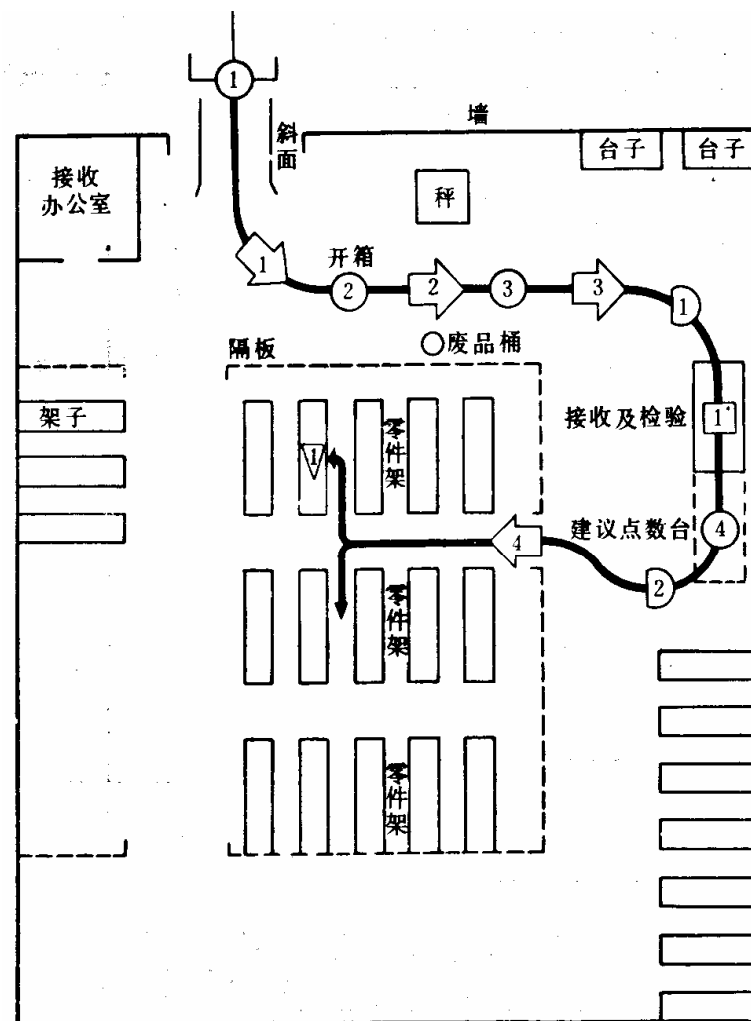 1
墙
斜面
台子
台子
接收
办公室
秤
开箱
1
2
2
3
3
1
隔板
废品桶
架子
零件架
1
接收及检验
1
建议点数台
4
4
2
零件架
零件架